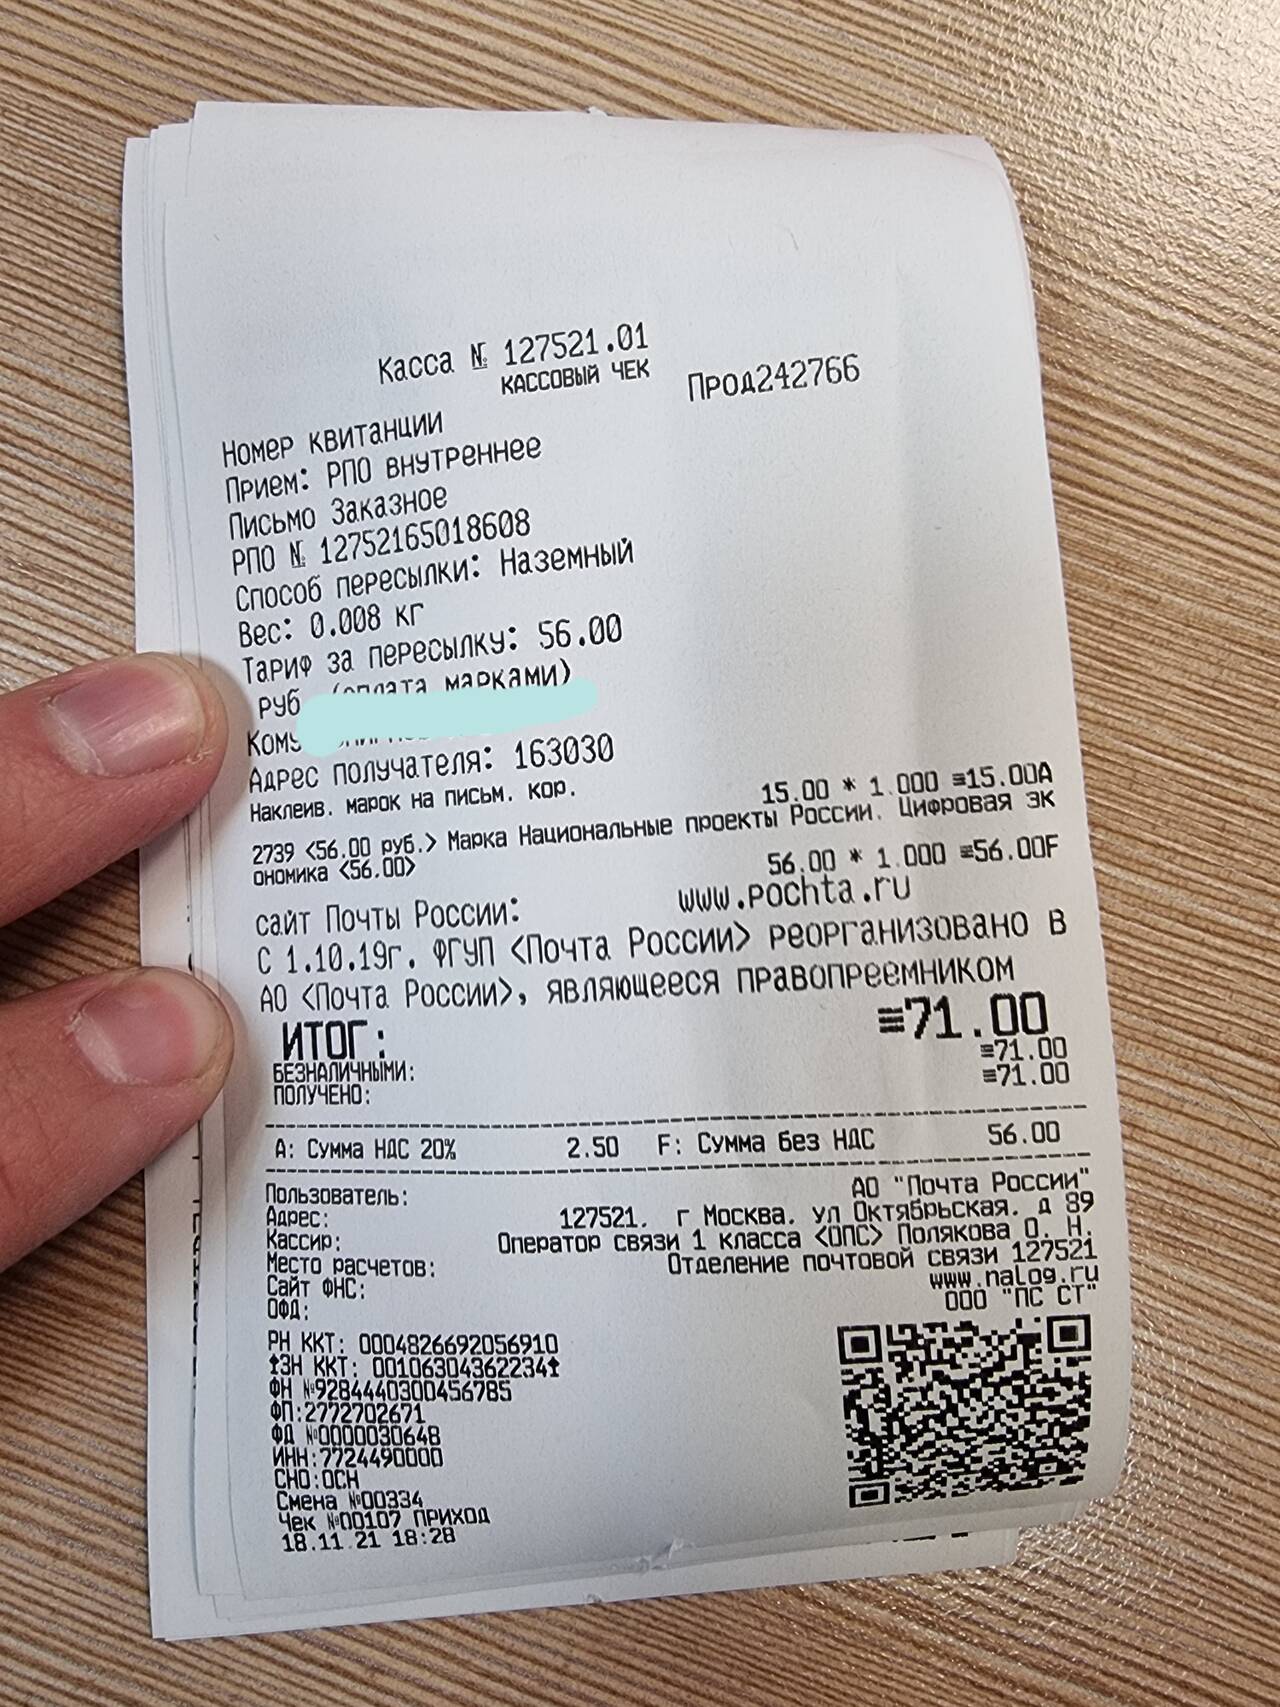 Касса № 127521.01
КАССОВЫЙ ЧЕК
Прод242766
Номер квитанции
Прием: РПО внутреннее
Письмо Заказное
РПО № 12752165018608
Способ пересылки: Наземный
Вес: 0.008 кг
Тариф за пересылку: 56.00
руб (оплата марками)
Кому
Адрес получателя: 163030
Наклеив. марок на письм. кор.
15.00 * 1.000 ≡15.00А
2739 <56.00 руб.> Марка Национальные проекты России. Цифровая эк
ономика <56.00>
56.00 * 1.000 ≡56.00F
сайт Почты России: www.pochta.ru
С 1.10.19г. ФГУП <Почта России> реорганизовано в
АО <Почта России>, являющееся правопреемником
ИТОГ: ≡71.00
БЕЗНАЛИЧНЫМИ: ≡71.00
ПОЛУЧЕНО: ≡71.00
А: Сумма НДС 20% 2.50 F: Сумма без НДС 56.00
Пользователь: АО "Почта России"
Адрес: 127521, г Москва, ул Октябрьская, д 89
Кассир: Оператор связи 1 класса <ОПС> Полякова О. Н.
Место расчетов: Отделение почтовой связи 127521
Сайт ФНС: www.nalog.ru
ОФД: ООО "ПС СТ"
РН ККТ: 0004826692056910
ЗН ККТ: 00106304362234
ФН №9284440300456785
ФП:2772702671
ФД №0000030648
ИНН:7724490000
СНО:ОСН
Смена №00334
Чек №00107 ПРИХОД
18.11.21 18:28